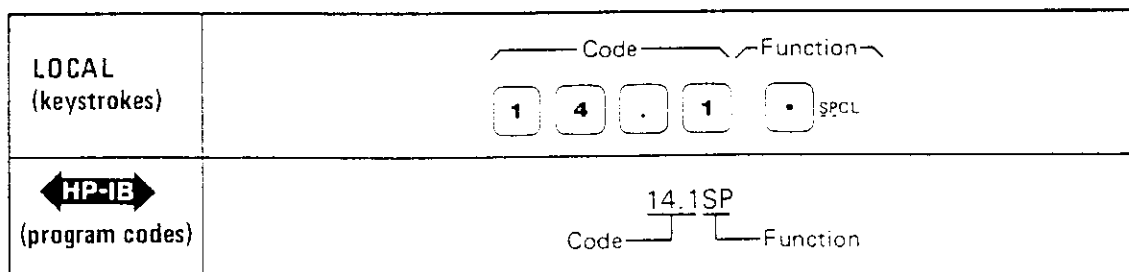 LOCAL
(keystrokes)
Code Function
1 4 . 1 • SPCL
HP-IB
(program codes)
14.1SP
Code Function